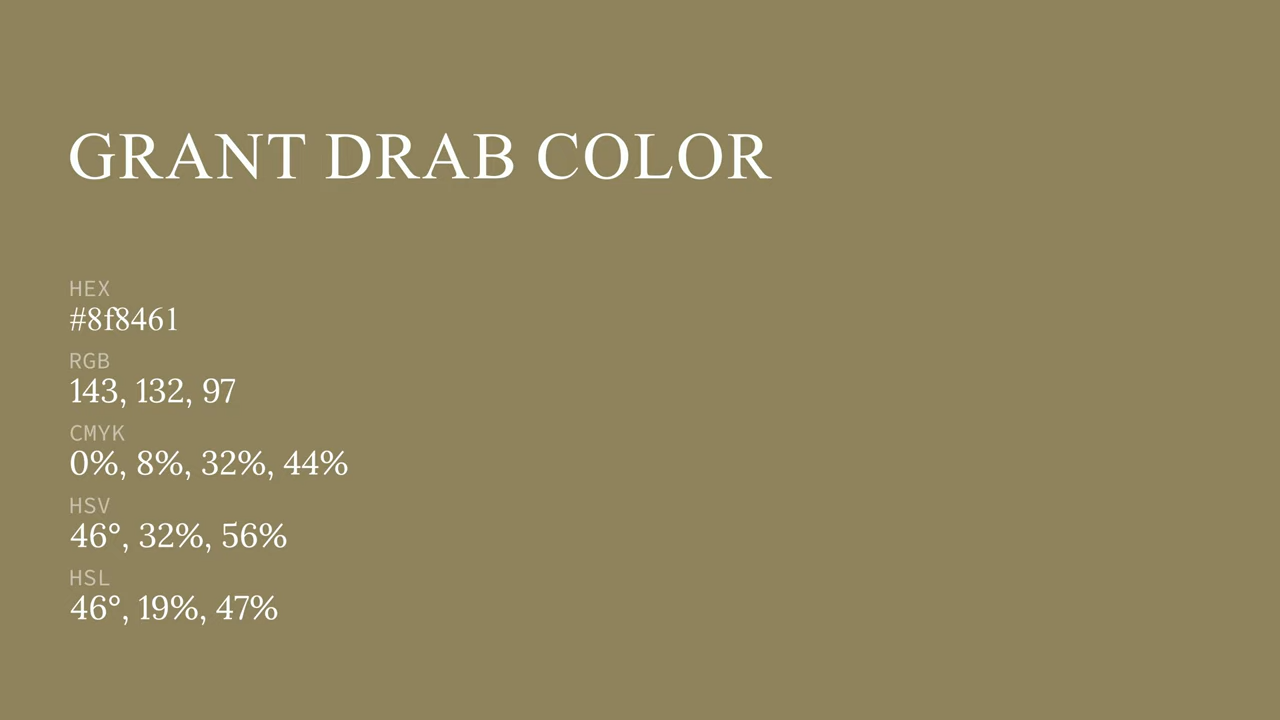 GRANT DRAB COLOR
HEX
#8f8461
RGB
143, 132, 97
CMYK
0%, 8%, 32%, 44%
HSV
46°, 32%, 56%
HSL
46°, 19%, 47%